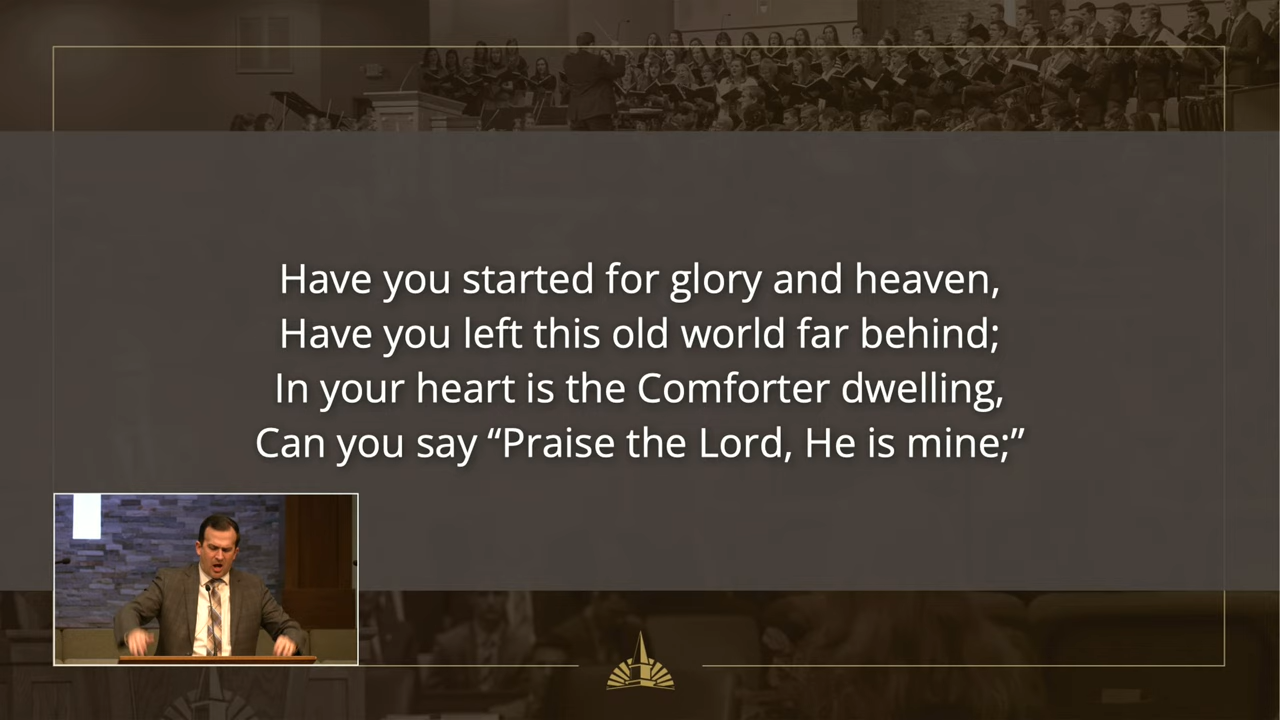 Have you started for glory and heaven,
Have you left this old world far behind;
In your heart is the Comforter dwelling,
Can you say “Praise the Lord, He is mine;”